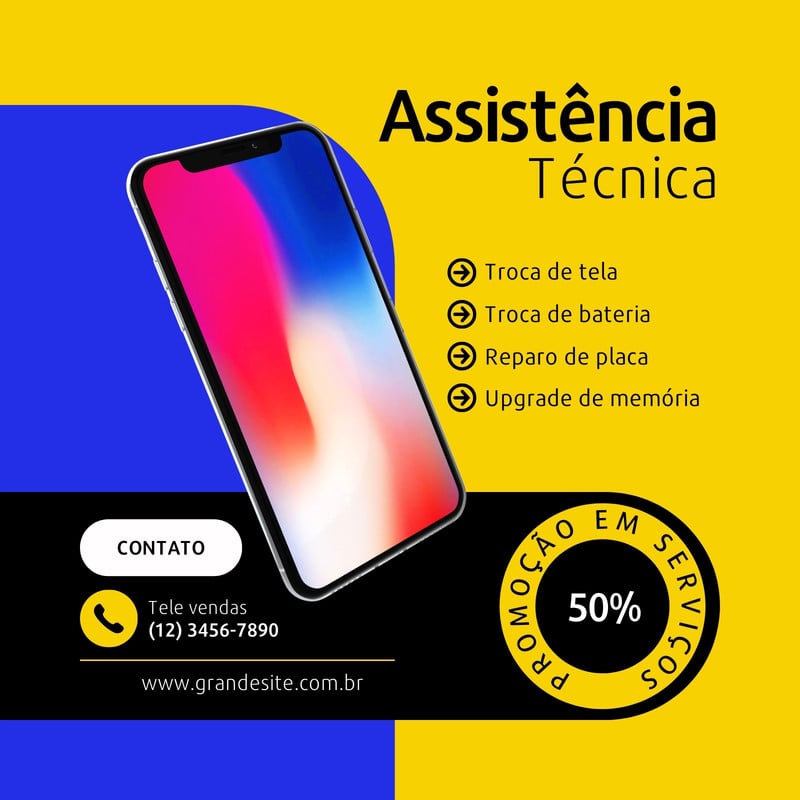 Assistência
Técnica
Troca de tela
Troca de bateria
Reparo de placa
Upgrade de memória
CONTATO
Tele vendas
(12) 3456-7890
www.grandesite.com.br
PROMOÇÃO EM SERVIÇOS
50%